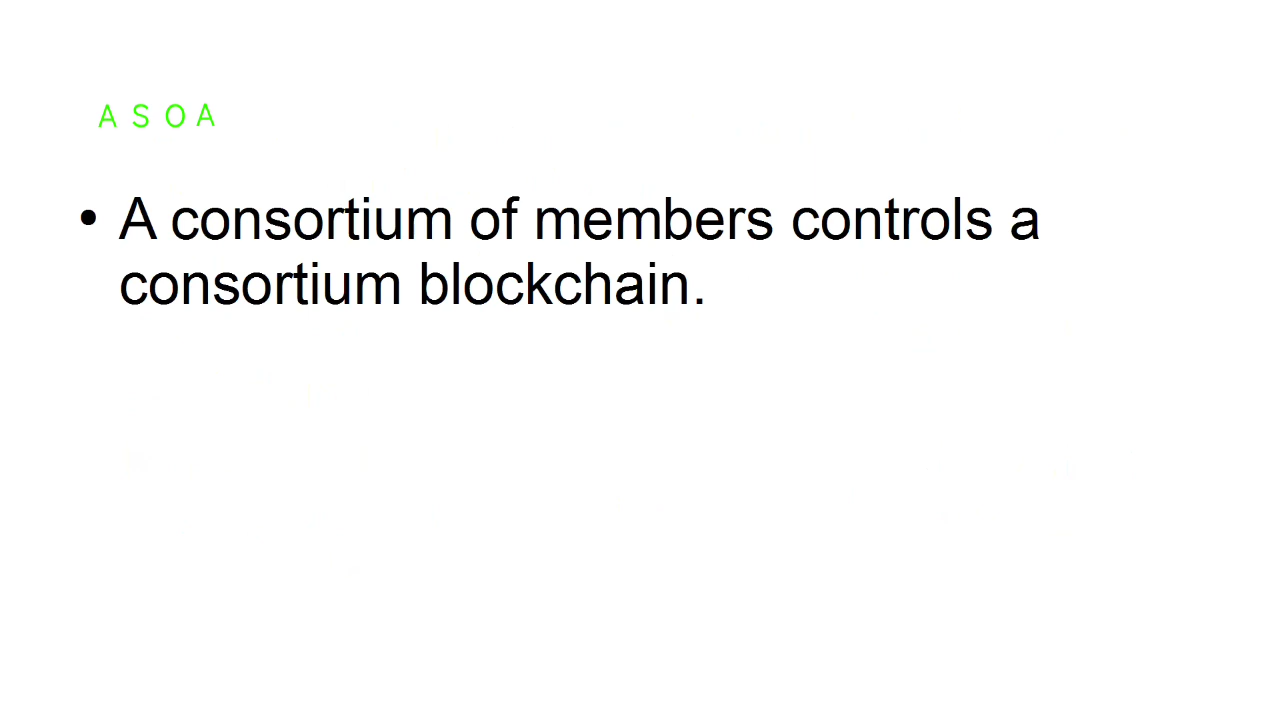 A S O A
• A consortium of members controls a
consortium blockchain.